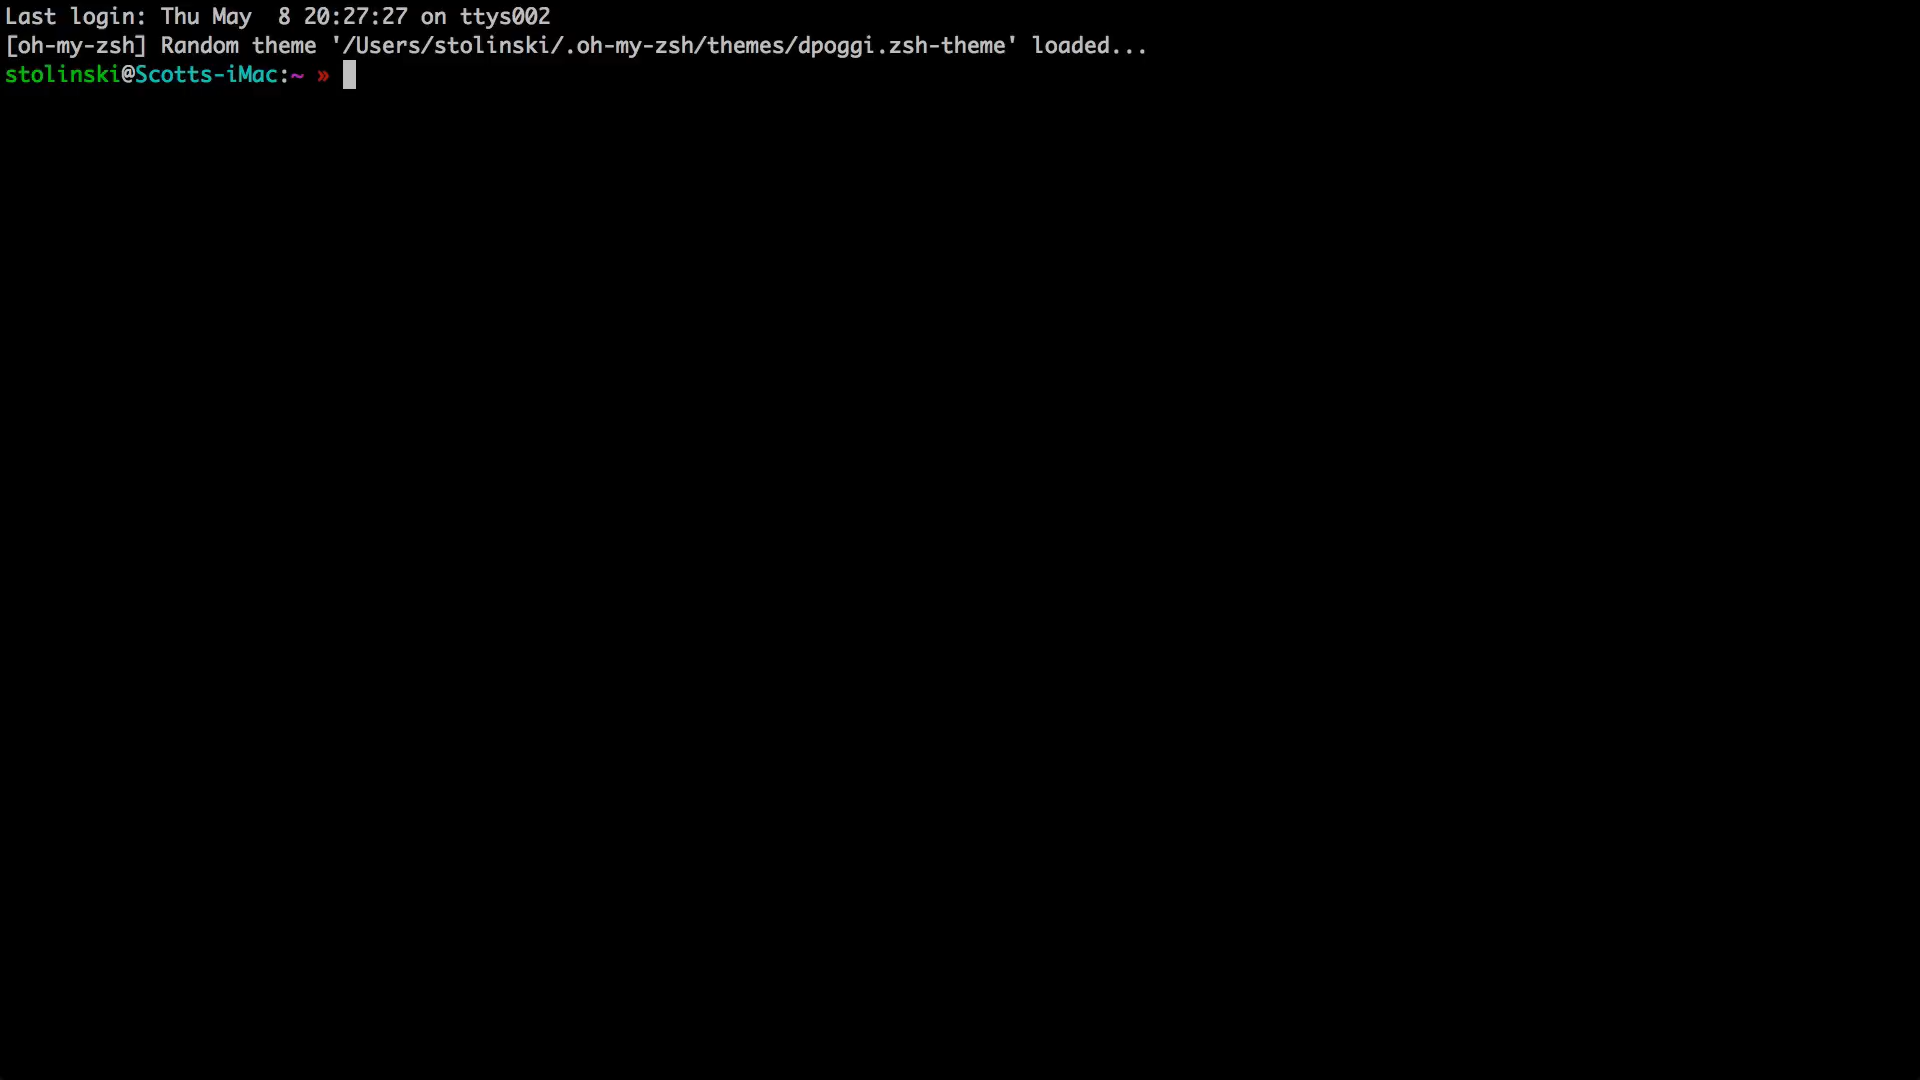 Last login: Thu May  8 20:27:27 on ttys002
[oh-my-zsh] Random theme '/Users/stolinski/.oh-my-zsh/themes/dpoggi.zsh-theme' loaded...
stolinski@Scotts-iMac:~ »